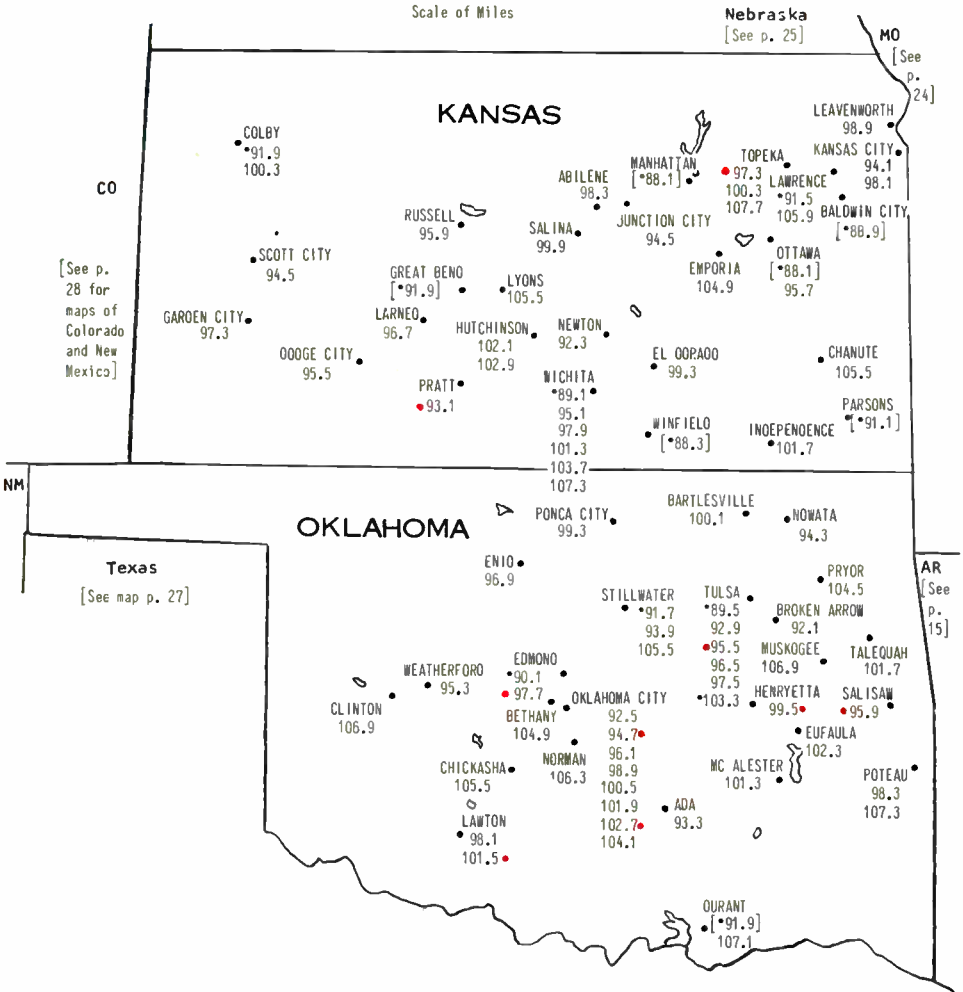 Scale of Miles
Nebraska
[See p. 25]
MO
[See
p.
24]
KANSAS
LEAVENWORTH
98.9
COLBY
*91.9
100.3
KANSAS CITY
94.1
98.1
MANHATTAN
[*88.1]
TOPEKA
97.3
100.3
107.7
LAWRENCE
*91.5
105.9
BALDWIN CITY
[*88.9]
CO
ABILENE
98.3
RUSSELL
95.9
SALINA
99.9
JUNCTION CITY
94.5
SCOTT CITY
94.5
EMPORIA
104.9
OTTAWA
[*88.1]
95.7
[See p.
28 for
maps of
Colorado
and New
Mexico]
GREAT BENO
[*91.9]
LYONS
105.5
GAROEN CITY
97.3
LARNEO
96.7
HUTCHINSON
102.1
102.9
NEWTON
92.3
OOOGE CITY
95.5
EL OORAOO
99.3
CHANUTE
105.5
PRATT
93.1
WICHITA
*89.1
95.1
97.9
101.3
103.7
107.3
WINFIELO
[*88.3]
INOEPENOENCE
101.7
PARSONS
[*91.1]
NM
OKLAHOMA
PONCA CITY
99.3
BARTLESVILLE
100.1
NOWATA
94.3
Texas
[See map p. 27]
ENIO
96.9
AR
[See
p.
15]
PRYOR
104.5
STILLWATER
*91.7
93.9
105.5
TULSA
*89.5
92.9
95.5
96.5
97.5
103.3
BROKEN ARROW
92.1
MUSKOGEE
106.9
TALEQUAH
101.7
WEATHERFORO
95.3
EDMONO
*90.1
97.7
CLINTON
106.9
BETHANY
104.9
OKLAHOMA CITY
92.5
94.7
96.1
98.9
100.5
101.9
102.7
104.1
HENRYETTA
99.5
SALISAW
95.9
EUFAULA
102.3
NORMAN
106.3
CHICKASHA
105.5
MC ALESTER
101.3
POTEAU
98.3
107.3
ADA
93.3
LAWTON
98.1
101.5
OURANT
[*91.9]
107.1